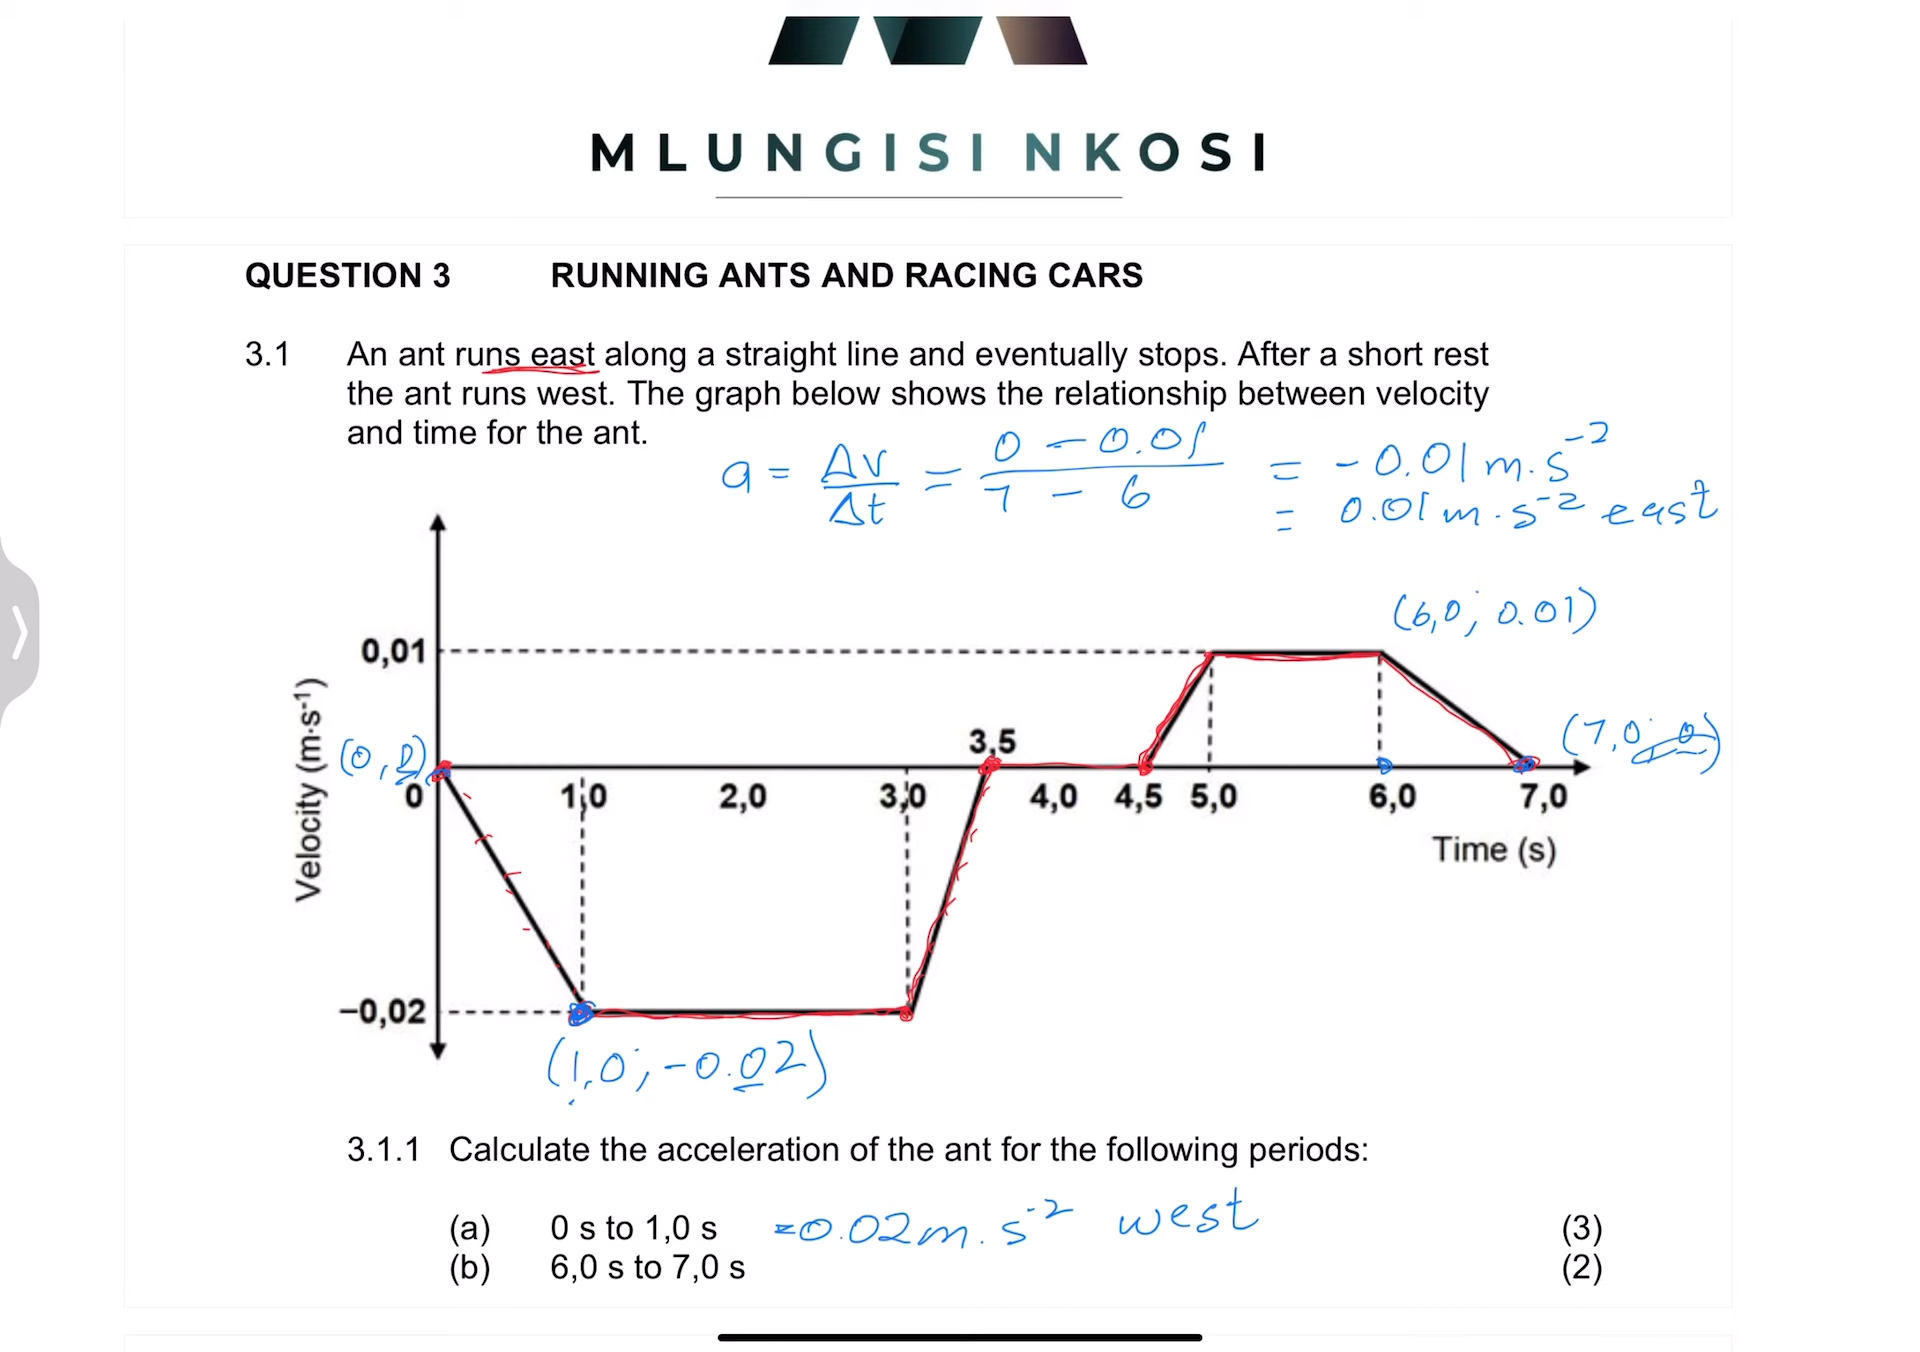 MLUNGISI NKOSI
QUESTION 3 RUNNING ANTS AND RACING CARS
3.1 An ant runs east along a straight line and eventually stops. After a short rest
the ant runs west. The graph below shows the relationship between velocity
and time for the ant.
a = Δv/Δt = 0 - 0.01 / 7 - 6 = -0.01 m.s⁻²
= 0.01 m.s⁻² east
(6,0; 0.01)
0,01
Velocity (m·s⁻¹)
(0,0)
3,5
(7,0; 0)
0 1,0 2,0 3,0 4,0 4,5 5,0 6,0 7,0
Time (s)
−0,02
(1,0; -0.02)
3.1.1 Calculate the acceleration of the ant for the following periods:
(a) 0 s to 1,0 s = 0.02 m.s⁻² west (3)
(b) 6,0 s to 7,0 s (2)